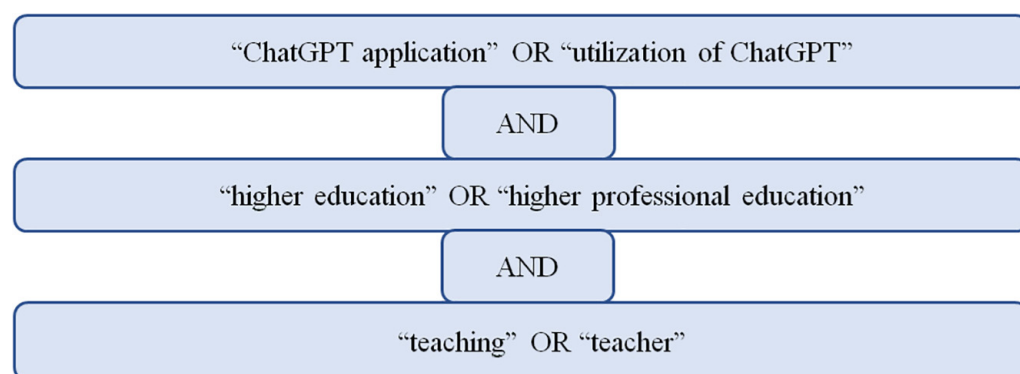 “ChatGPT application” OR “utilization of ChatGPT”
AND
“higher education” OR “higher professional education”
AND
“teaching” OR “teacher”